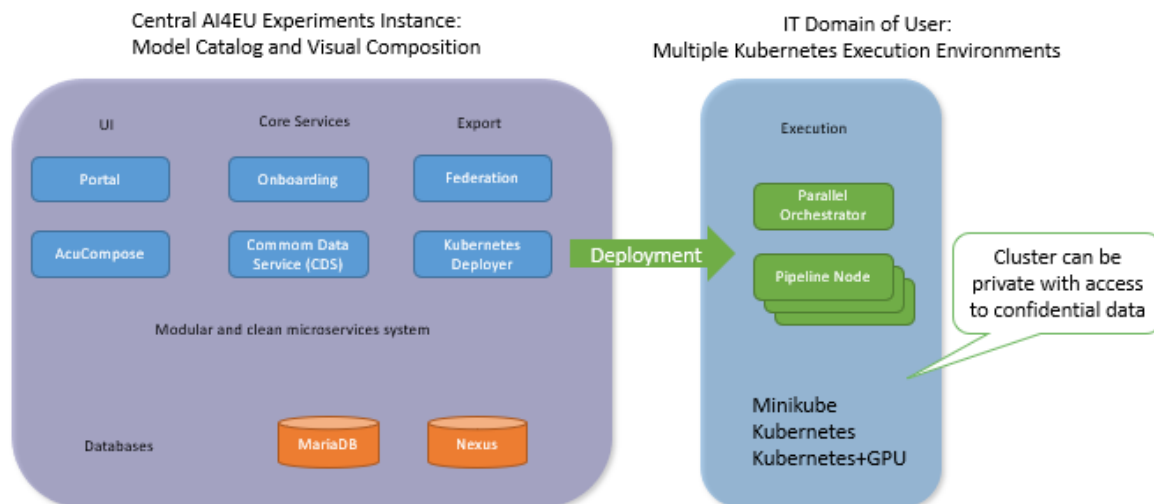 Central AI4EU Experiments Instance:
Model Catalog and Visual Composition
IT Domain of User:
Multiple Kubernetes Execution Environments
UI
Core Services
Export
Portal
Onboarding
Federation
AcuCompose
Commom Data
Service (CDS)
Kubernetes
Deployer
Modular and clean microservices system
Databases
MariaDB
Nexus
Deployment
Execution
Parallel
Orchestrator
Pipeline Node
Cluster can be
private with access
to confidential data
Minikube
Kubernetes
Kubernetes+GPU